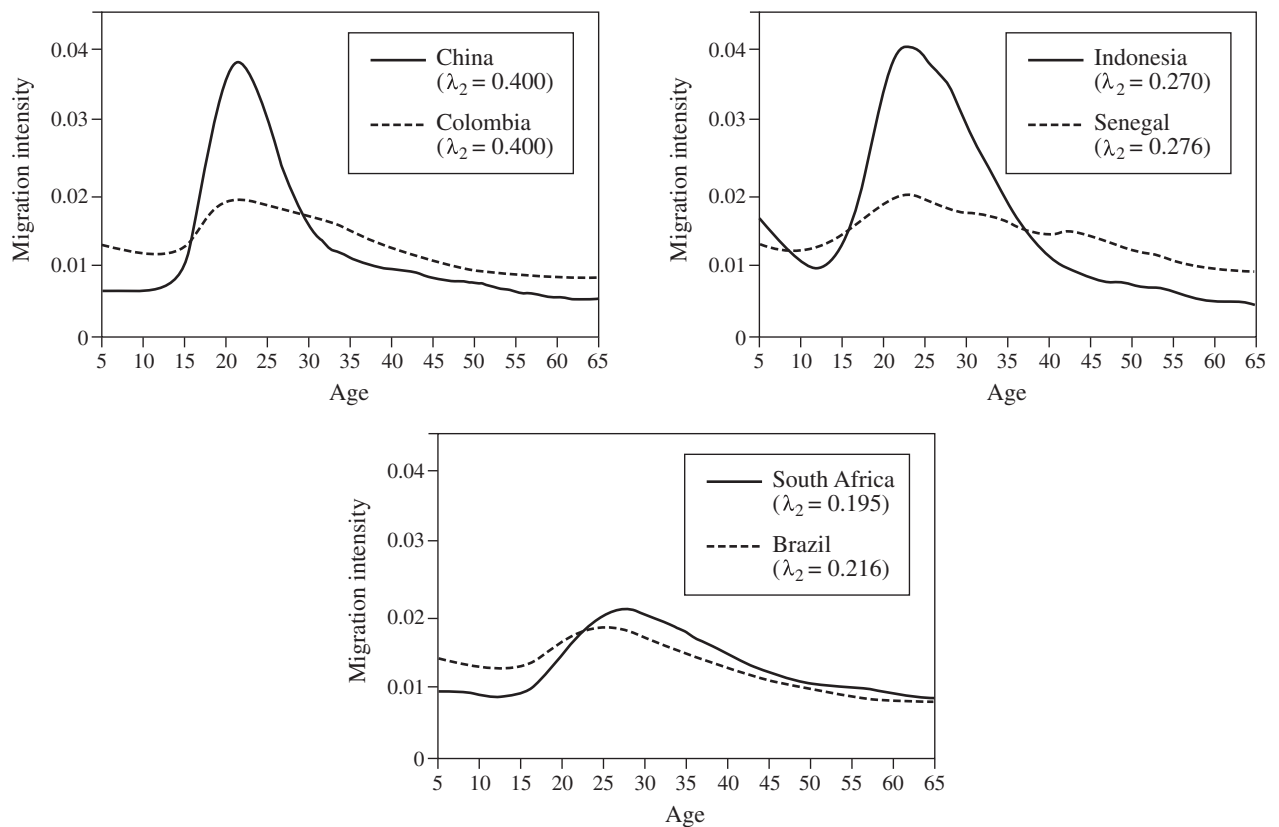 Migration intensity
0.04
0.03
0.02
0.01
0
China
(λ2 = 0.400)
Colombia
(λ2 = 0.400)
5 10 15 20 25 30 35 40 45 50 55 60 65
Age
Migration intensity
0.04
0.03
0.02
0.01
0
Indonesia
(λ2 = 0.270)
Senegal
(λ2 = 0.276)
5 10 15 20 25 30 35 40 45 50 55 60 65
Age
Migration intensity
0.04
0.03
0.02
0.01
0
South Africa
(λ2 = 0.195)
Brazil
(λ2 = 0.216)
5 10 15 20 25 30 35 40 45 50 55 60 65
Age